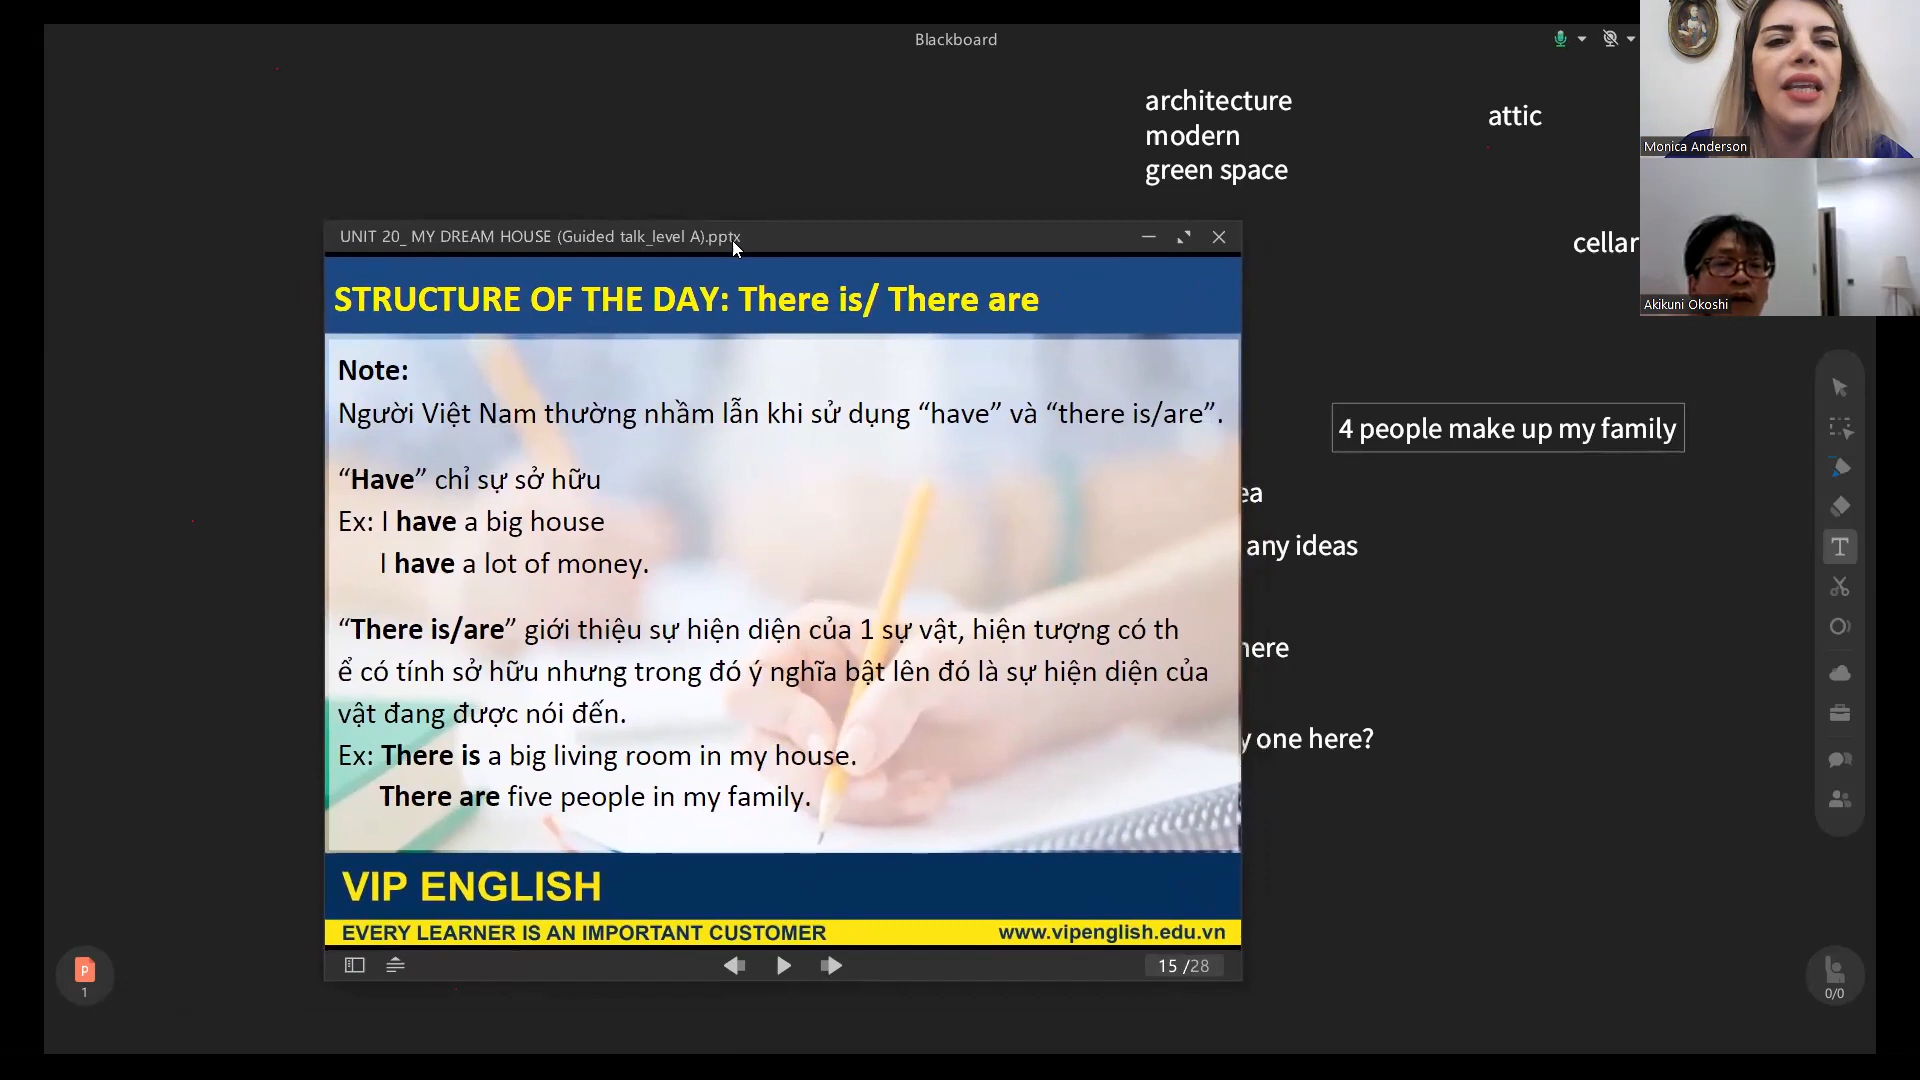 Blackboard
architecture
modern
green space
attic
Monica Anderson
cellar
Akikuni Okoshi
UNIT 20_ MY DREAM HOUSE (Guided talk_level A).pptx
STRUCTURE OF THE DAY: There is/ There are
Note:
Người Việt Nam thường nhầm lẫn khi sử dụng “have” và “there is/are”.
“Have” chỉ sự sở hữu
Ex: I have a big house
I have a lot of money.
“There is/are” giới thiệu sự hiện diện của 1 sự vật, hiện tượng có th
ể có tính sở hữu nhưng trong đó ý nghĩa bật lên đó là sự hiện diện của
vật đang được nói đến.
Ex: There is a big living room in my house.
There are five people in my family.
VIP ENGLISH
EVERY LEARNER IS AN IMPORTANT CUSTOMER
www.vipenglish.edu.vn
15 /28
4 people make up my family
any ideas
one here?
P
1
T
0/0